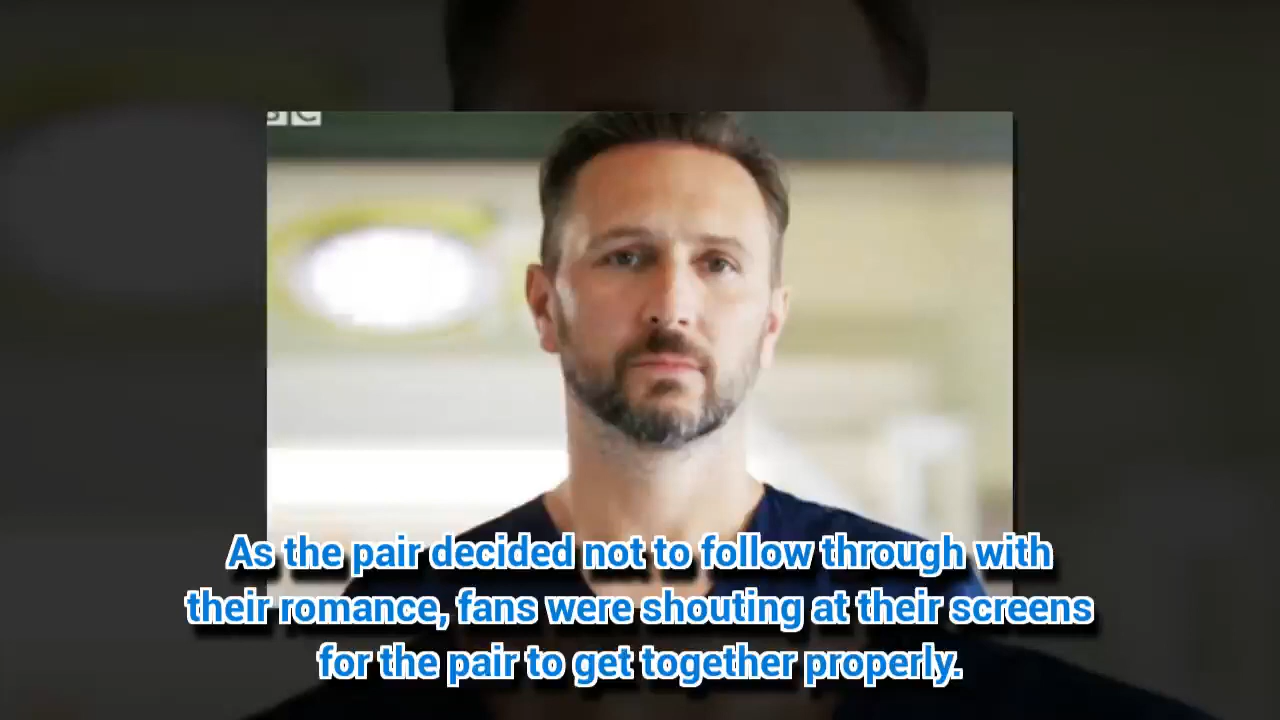 BC
As the pair decided not to follow through with
their romance, fans were shouting at their screens
for the pair to get together properly.